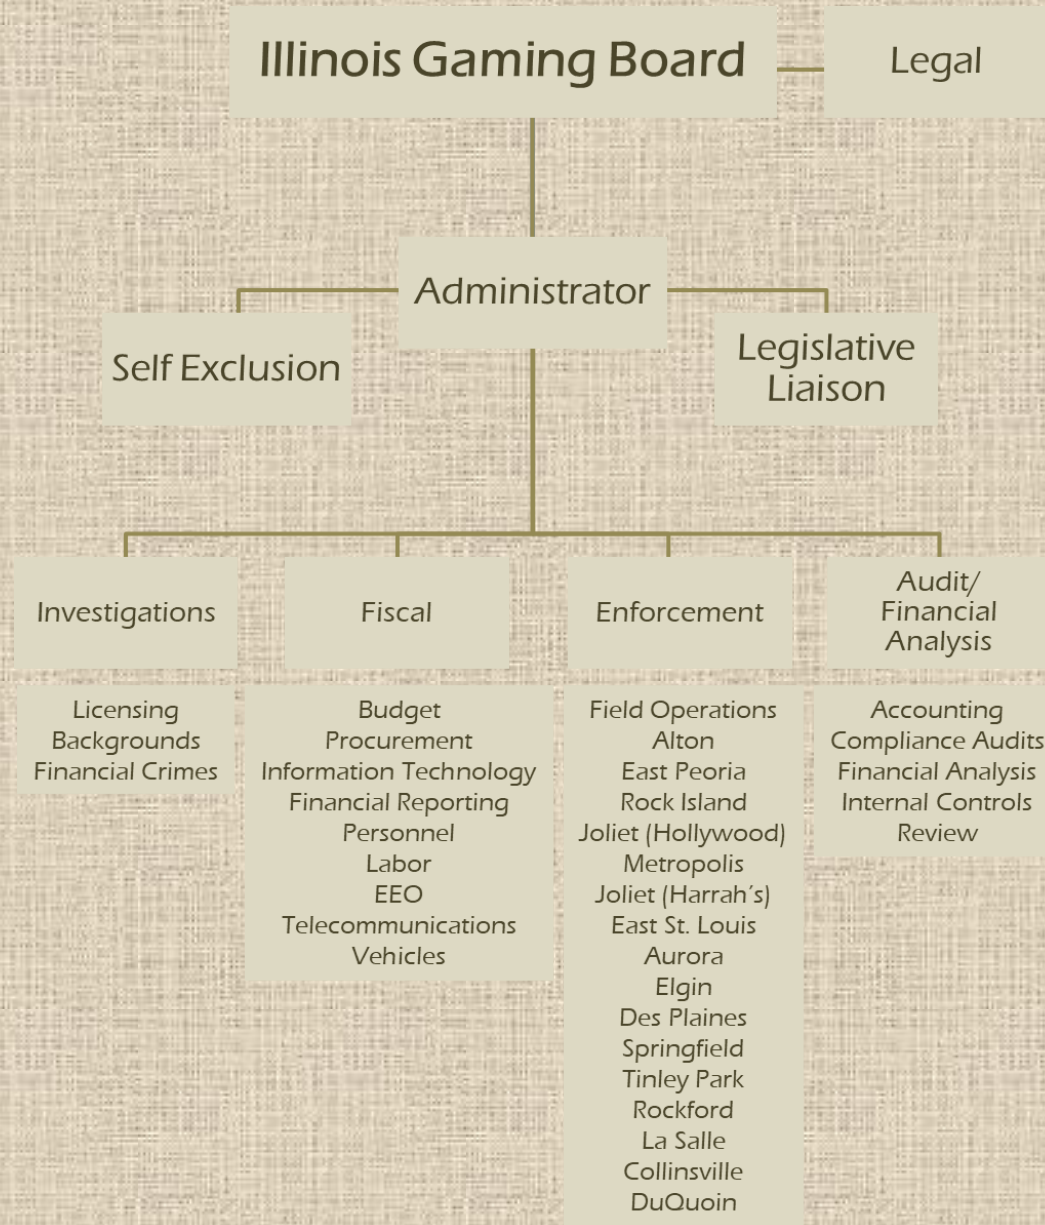 Illinois Gaming Board
Legal
Administrator
Self Exclusion
Legislative
Liaison
Investigations
Fiscal
Enforcement
Audit/
Financial
Analysis
Licensing
Backgrounds
Financial Crimes
Budget
Procurement
Information Technology
Financial Reporting
Personnel
Labor
EEO
Telecommunications
Vehicles
Field Operations
Alton
East Peoria
Rock Island
Joliet (Hollywood)
Metropolis
Joliet (Harrah's)
East St. Louis
Aurora
Elgin
Des Plaines
Springfield
Tinley Park
Rockford
La Salle
Collinsville
DuQuoin
Accounting
Compliance Audits
Financial Analysis
Internal Controls
Review